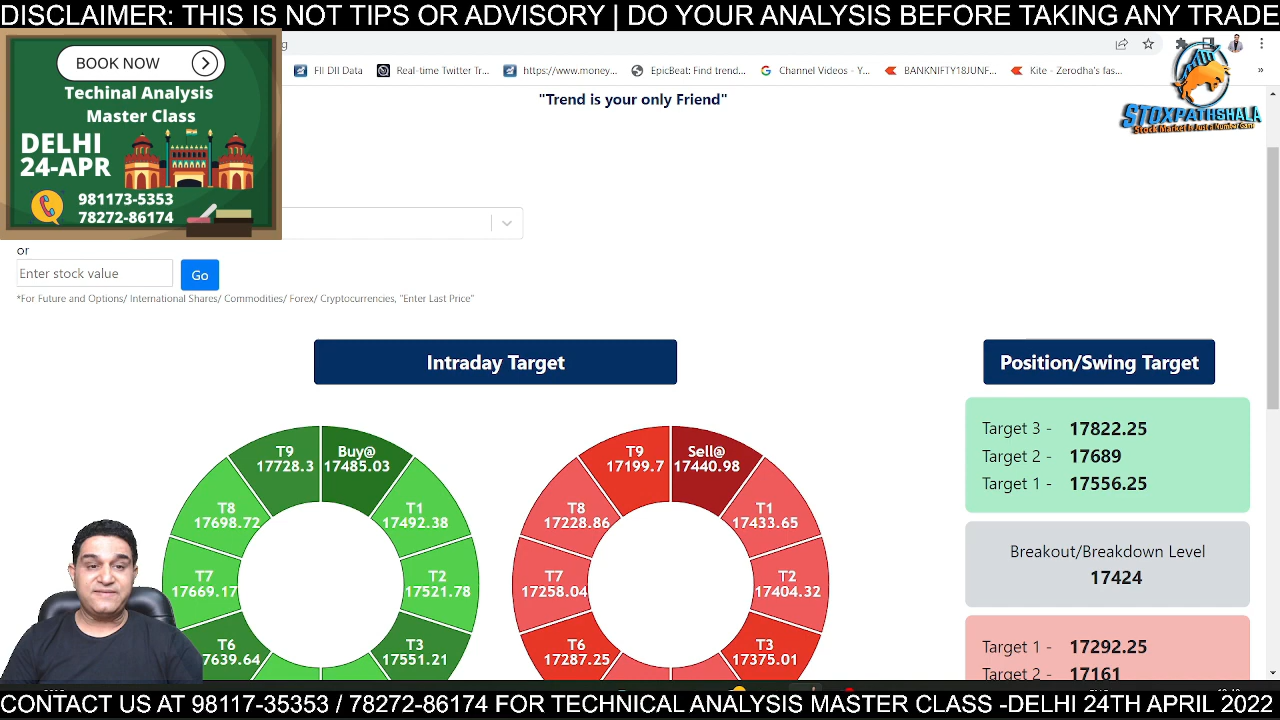 DISCLAIMER: THIS IS NOT TIPS OR ADVISORY | DO YOUR ANALYSIS BEFORE TAKING ANY TRADE
BOOK NOW
Techinal Analysis
Master Class
DELHI
24-APR
981173-5353
78272-86174
FII DII Data
Real-time Twitter Tr...
https://www.money...
EpicBeat: Find trend...
Channel Videos - Y...
BANKNIFTY18JUNF...
Kite - Zerodha's fas...
»
STOXPATHSHALA
Stock Market is Just a Number Game
"Trend is your only Friend"
or
Enter stock value
Go
*For Future and Options/ International Shares/ Commodities/ Forex/ Cryptocurrencies, "Enter Last Price"
Intraday Target
T9
17728.3
Buy@
17485.03
T8
17698.72
T1
17492.38
T7
17669.17
T2
17521.78
T6
7639.64
T3
17551.21
T9
17199.7
Sell@
17440.98
T8
17228.86
T1
17433.65
T7
17258.04
T2
17404.32
T6
17287.25
T3
17375.01
Position/Swing Target
Target 3 - 17822.25
Target 2 - 17689
Target 1 - 17556.25
Breakout/Breakdown Level
17424
Target 1 - 17292.25
Target 2 - 17161
CONTACT US AT 98117-35353 / 78272-86174 FOR TECHNICAL ANALYSIS MASTER CLASS -DELHI 24TH APRIL 2022